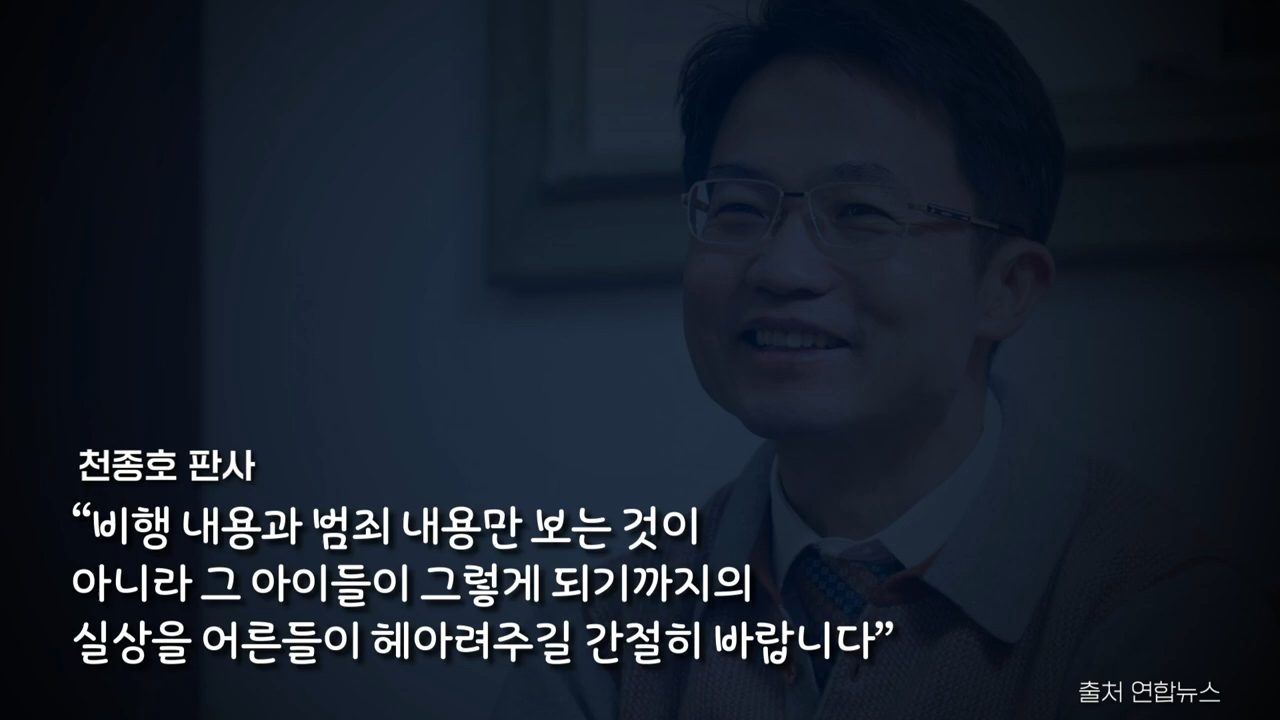 천종호 판사
“비행 내용과 범죄 내용만 보는 것이
아니라 그 아이들이 그렇게 되기까지의
실상을 어른들이 헤아려주길 간절히 바랍니다”
출처 연합뉴스